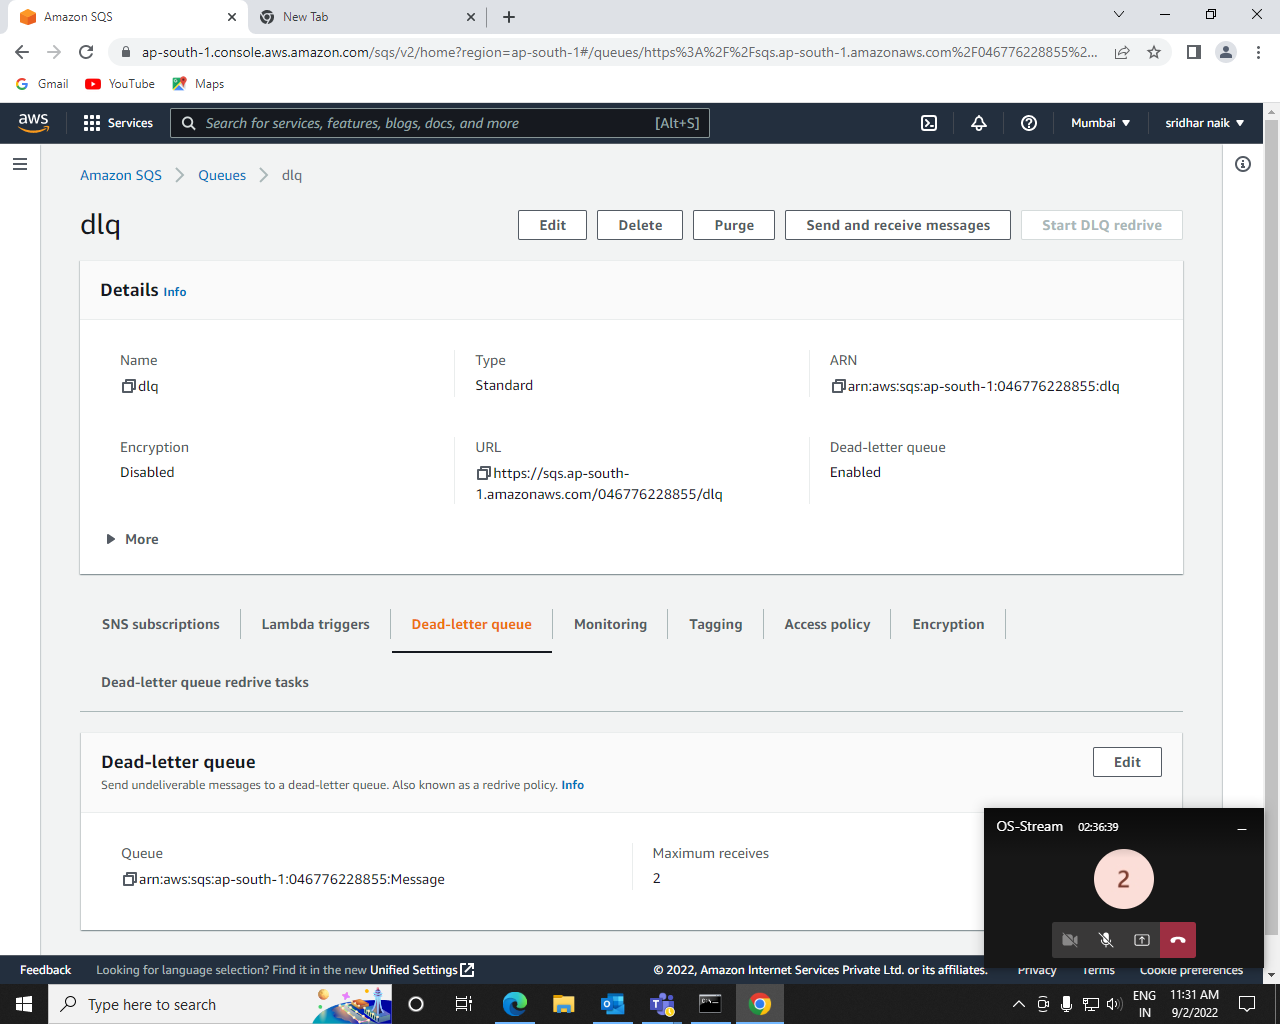 Amazon SQS
New Tab
ap-south-1.console.aws.amazon.com/sqs/v2/home?region=ap-south-1#/queues/https%3A%2F%2Fsqs.ap-south-1.amazonaws.com%2F046776228855%2...
Gmail
YouTube
Maps
aws
Services
Search for services, features, blogs, docs, and more
[Alt+S]
Mumbai
sridhar naik
Amazon SQS
Queues
dlq
dlq
Edit
Delete
Purge
Send and receive messages
Start DLQ redrive
Details Info
Name
Type
ARN
dlq
Standard
arn:aws:sqs:ap-south-1:046776228855:dlq
Encryption
URL
Dead-letter queue
Disabled
https://sqs.ap-south-
1.amazonaws.com/046776228855/dlq
Enabled
More
SNS subscriptions
Lambda triggers
Dead-letter queue
Monitoring
Tagging
Access policy
Encryption
Dead-letter queue redrive tasks
Dead-letter queue
Edit
Send undeliverable messages to a dead-letter queue. Also known as a redrive policy. Info
Queue
Maximum receives
arn:aws:sqs:ap-south-1:046776228855:Message
2
OS-Stream
02:36:39
2
Feedback
Looking for language selection? Find it in the new Unified Settings
© 2022, Amazon Internet Services Private Ltd. or its affiliates.
Privacy
Terms
Cookie preferences
Type here to search
ENG
IN
11:31 AM
9/2/2022